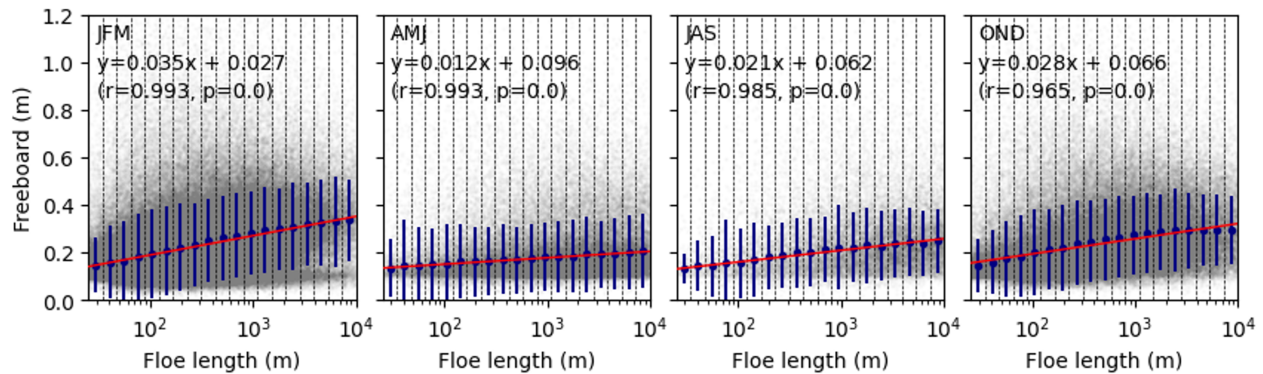 JFM
y=0.035x + 0.027
(r=0.993, p=0.0)
AMJ
y=0.012x + 0.096
(r=0.993, p=0.0)
JAS
y=0.021x + 0.062
(r=0.985, p=0.0)
OND
y=0.028x + 0.066
(r=0.965, p=0.0)
Freeboard (m)
1.2
1.0
0.8
0.6
0.4
0.2
0.0
10² 10³ 10⁴
10² 10³ 10⁴
10² 10³ 10⁴
10² 10³ 10⁴
Floe length (m)
Floe length (m)
Floe length (m)
Floe length (m)